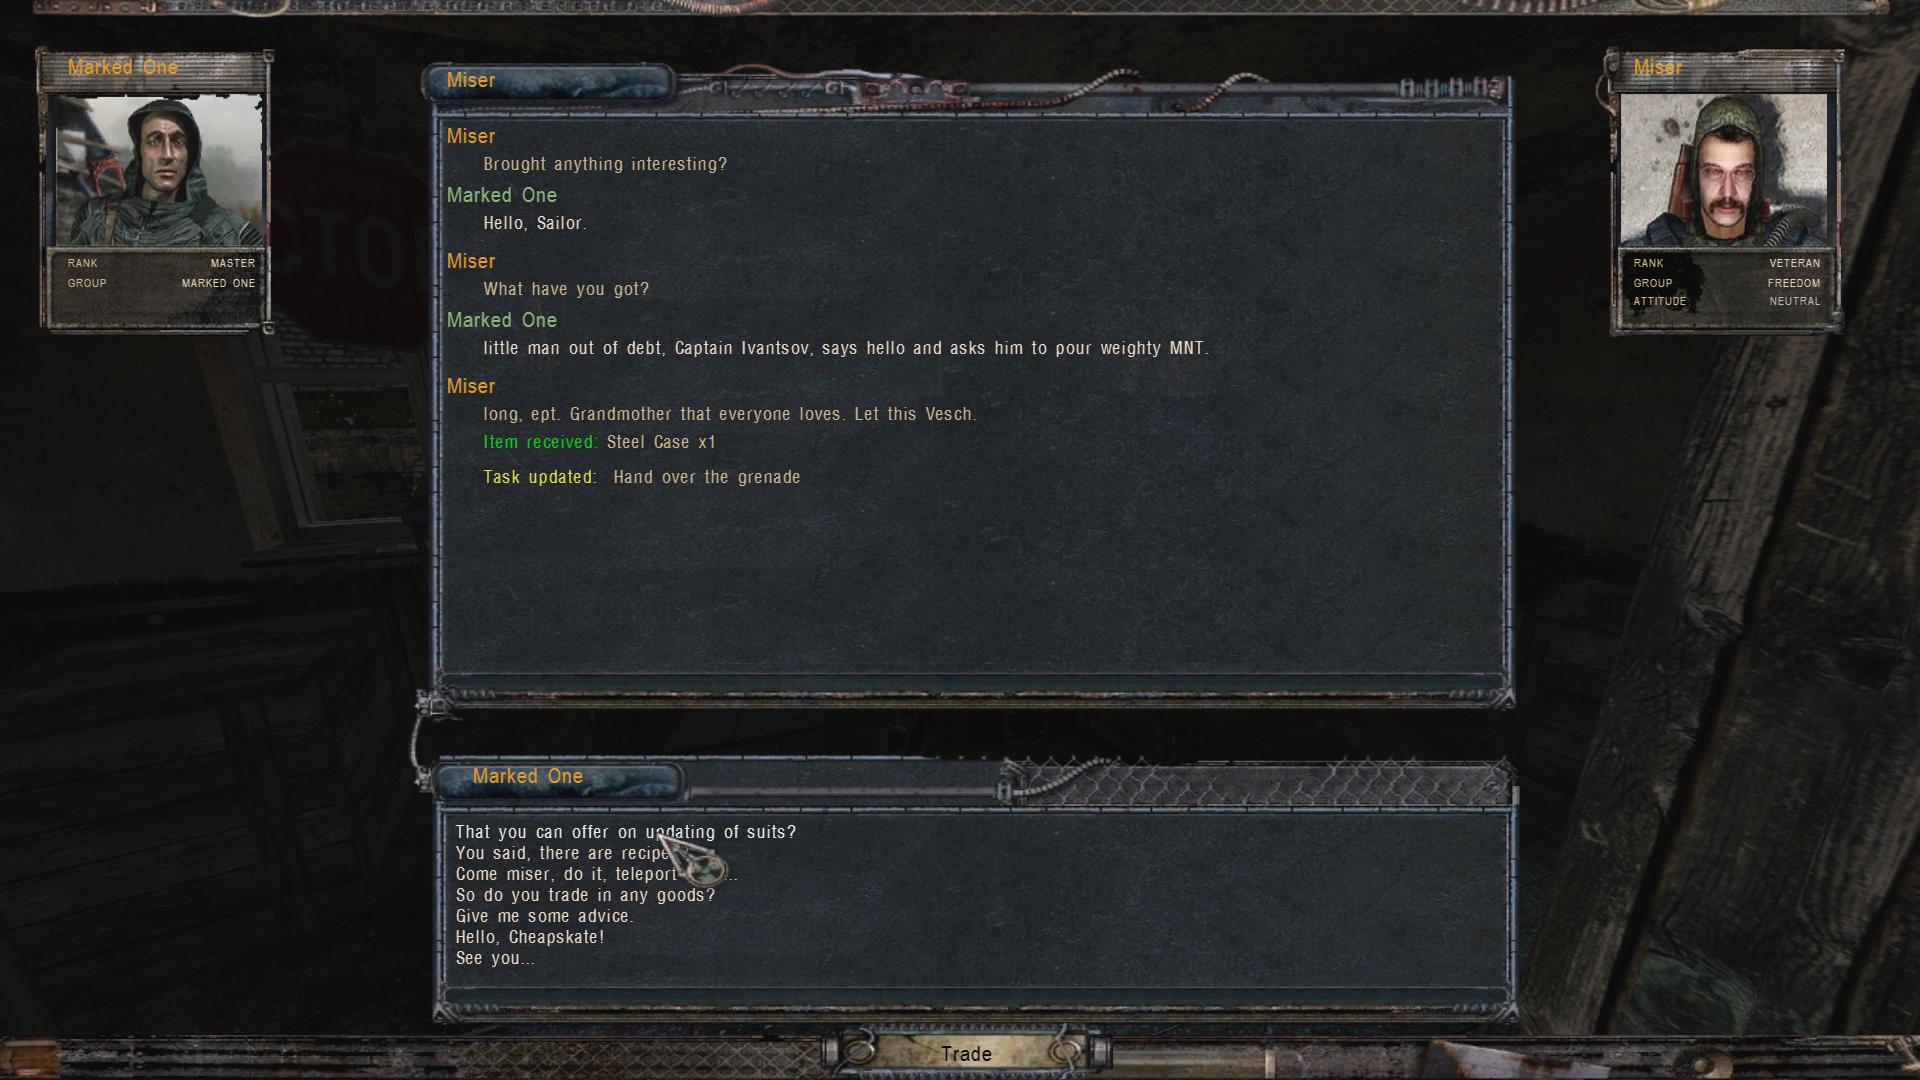 Marked One
RANK MASTER
GROUP MARKED ONE
Miser
Miser
Brought anything interesting?
Marked One
Hello, Sailor.
Miser
What have you got?
Marked One
little man out of debt, Captain Ivantsov, says hello and asks him to pour weighty MNT.
Miser
long, ept. Grandmother that everyone loves. Let this Vesch.
Item received: Steel Case x1
Task updated: Hand over the grenade
Miser
RANK VETERAN
GROUP FREEDOM
ATTITUDE NEUTRAL
Marked One
That you can offer on updating of suits?
You said, there are
Come miser, do it, teleport
So do you trade in any goods?
Give me some advice.
Hello, Cheapskate!
See you...
Trade